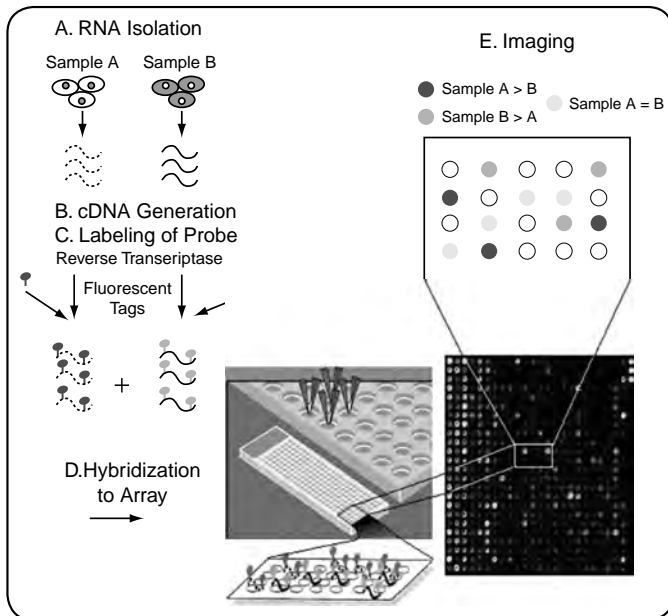 A. RNA Isolation
Sample A
Sample B
B. cDNA Generation
C. Labeling of Probe
Reverse Transeriptase
Fluorescent
Tags
+
D.Hybridization
to Array
E. Imaging
Sample A > B
Sample B > A
Sample A = B